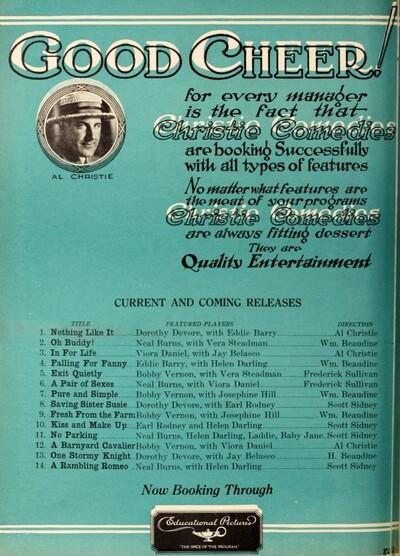 GOOD CHEER!
for every manager
is the fact that
Christie Comedies
are booking Successfully
with all types of features
AL CHRISTIE
No matter what features are
the meat of your programs
Christie Comedies
are always fitting dessert
They are
Quality Entertainment
CURRENT AND COMING RELEASES
TITLE FEATURED PLAYERS DIRECTION
1. Nothing Like It Dorothy Devore, with Eddie Barry Al Christie
2. Oh Buddy! Neal Burns, with Vera Steadman Wm. Beaudine
3. In For Life Viora Daniel, with Jay Belasco Al Christie
4. Falling For Fanny Eddie Barry, with Helen Darling Wm. Beaudine
5. Exit Quietly Bobby Vernon, with Vera Steadman Frederick Sullivan
6. A Pair of Sexes Neal Burns, with Viora Daniel Frederick Sullivan
7. Pure and Simple Bobby Vernon, with Josephine Hill Wm. Beaudine
8. Saving Sister Susie Dorothy Devore, with Earl Rodney Scott Sidney
9. Fresh From the Farm Bobby Vernon, with Josephine Hill Wm. Beaudine
10. Kiss and Make Up Earl Rodney and Helen Darling Scott Sidney
11. No Parking Neal Burns, Helen Darling, Laddie, Baby Jane Scott Sidney
12. A Barnyard Cavalier Bobby Vernon, with Viora Daniel Al Christie
13. One Stormy Knight Dorothy Devore, with Jay Belasco H. Beaudine
14. A Rambling Romeo Neal Burns, with Helen Darling Scott Sidney
Now Booking Through
Educational Pictures
"THE SPICE OF THE PROGRAM"